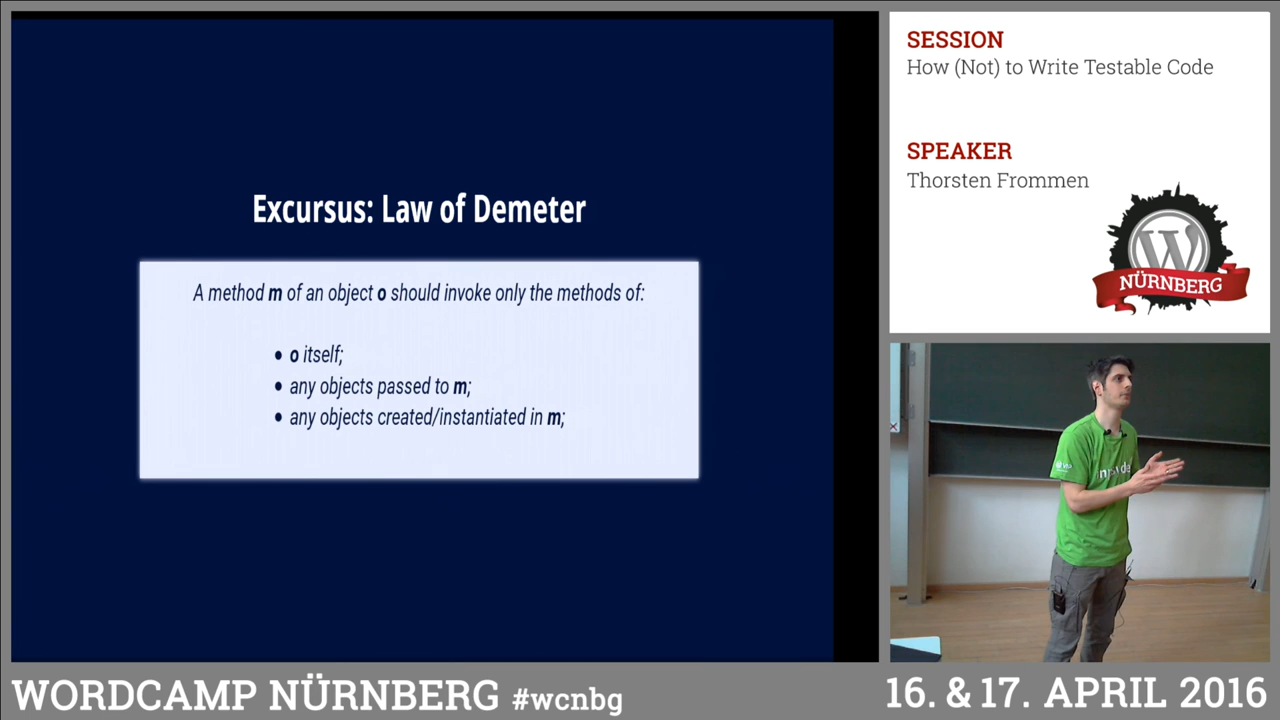 Excursus: Law of Demeter
A method m of an object o should invoke only the methods of:
• o itself;
• any objects passed to m;
• any objects created/instantiated in m;
SESSION
How (Not) to Write Testable Code
SPEAKER
Thorsten Frommen
NÜRNBERG
WORDCAMP NÜRNBERG #wcnbg
16. & 17. APRIL 2016